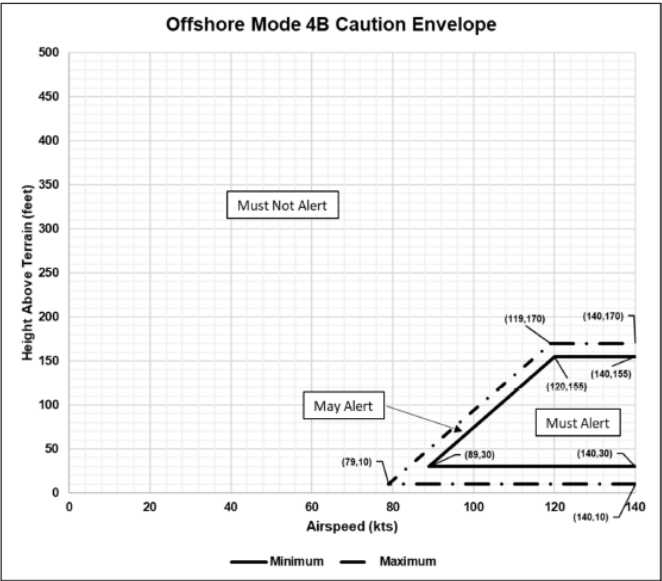 Offshore Mode 4B Caution Envelope
500
450
400
350
300
250
200
150
100
50
0
Height Above Terrain (feet)
Must Not Alert
(119,170)
(140,170)
(140,155)
(120,155)
May Alert
Must Alert
(79,10)
(89,30)
(140,30)
(140,10)
0 20 40 60 80 100 120 140
Airspeed (kts)
Minimum Maximum